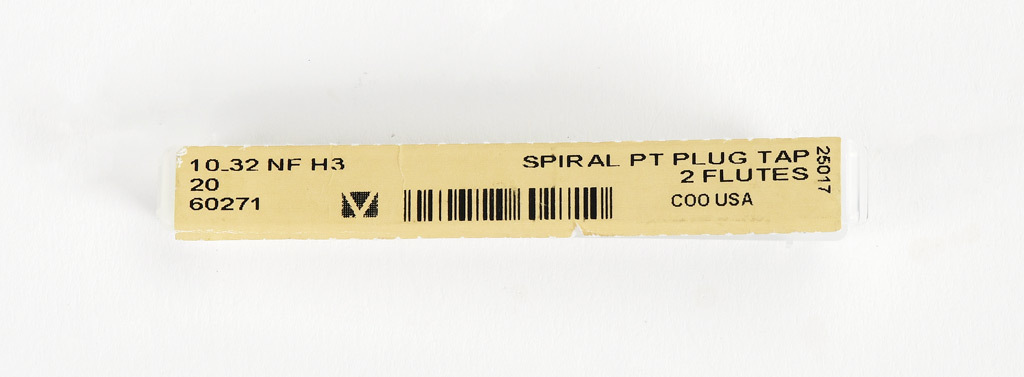 10-32 NF H3
20
60271
SPIRAL PT PLUG TAP
2 FLUTES
COO USA
25017